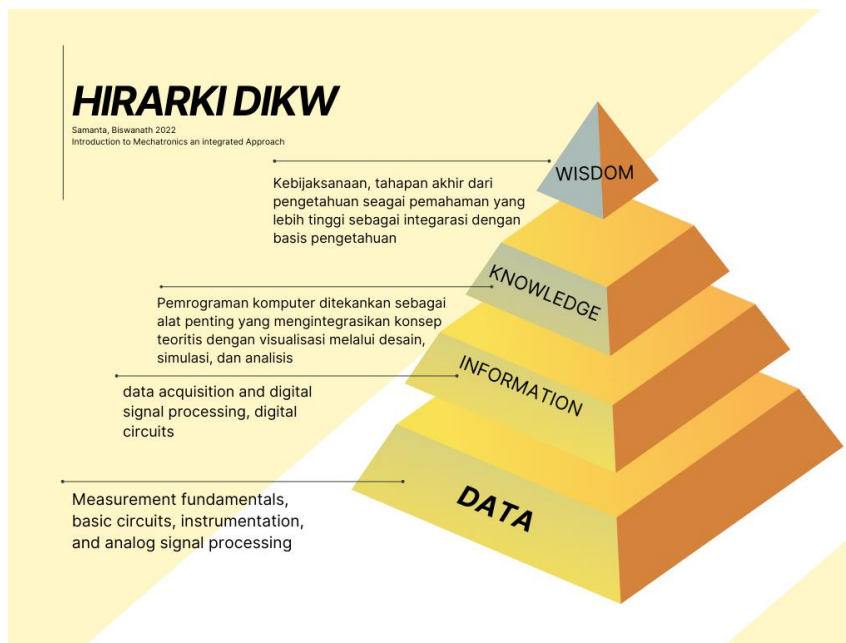 HIRARKI DIKW
Samanta, Biswanath 2022
Introduction to Mechatronics an integrated Approach
WISDOM
Kebijaksanaan, tahapan akhir dari
pengetahuan seagai pemahaman yang
lebih tinggi sebagai integarasi dengan
basis pengetahuan
KNOWLEDGE
Pemrograman komputer ditekankan sebagai
alat penting yang mengintegrasikan konsep
teoritis dengan visualisasi melalui desain,
simulasi, dan analisis
INFORMATION
data acquisition and digital
signal processing, digital
circuits
DATA
Measurement fundamentals,
basic circuits, instrumentation,
and analog signal processing